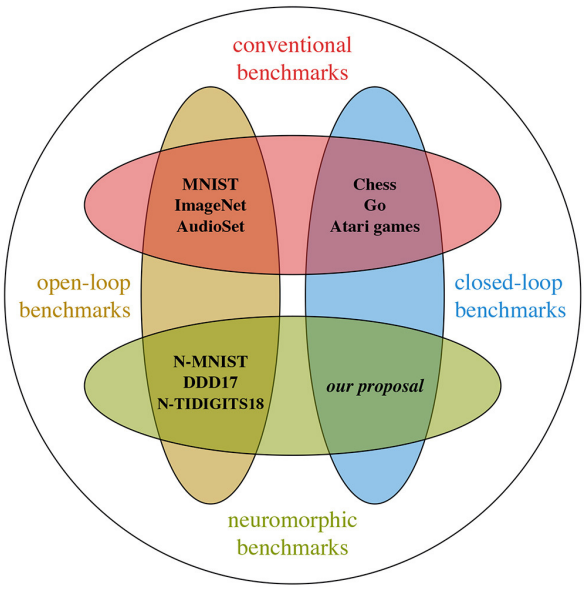 conventional
benchmarks
MNIST
ImageNet
AudioSet
Chess
Go
Atari games
open-loop
benchmarks
closed-loop
benchmarks
N-MNIST
DDD17
N-TIDIGITS18
our proposal
neuromorphic
benchmarks